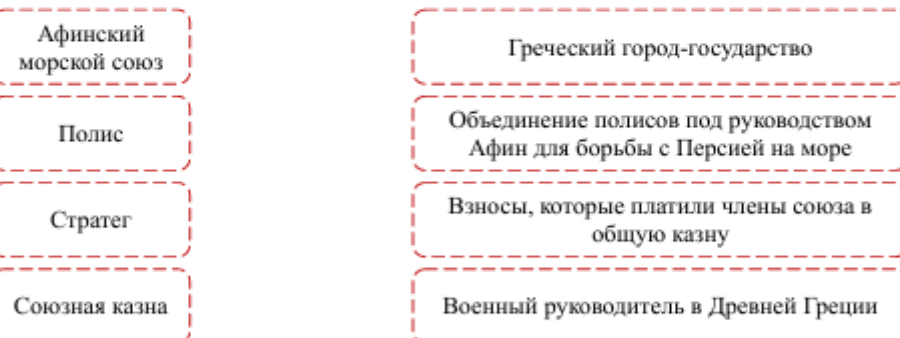 Афинский
морской союз
Греческий город-государство
Полис
Объединение полисов под руководством
Афин для борьбы с Персией на море
Стратег
Взносы, которые платили члены союза в
общую казну
Союзная казна
Военный руководитель в Древней Греции